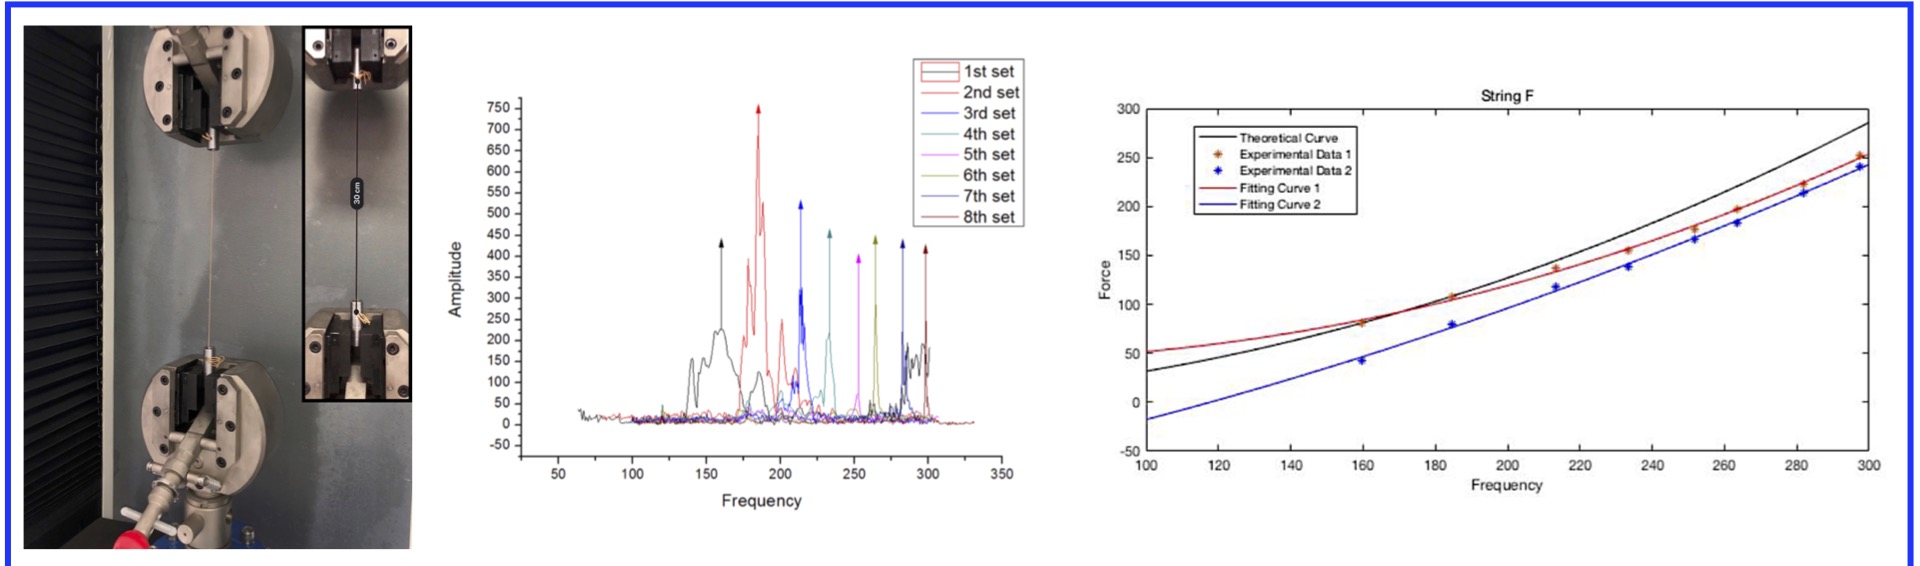 30 cm
1st set
2nd set
3rd set
4th set
5th set
6th set
7th set
8th set
Amplitude
750
700
650
600
550
500
450
400
350
300
250
200
150
100
50
0
-50
50 100 150 200 250 300 350
Frequency
String F
Theoretical Curve
Experimental Data 1
Experimental Data 2
Fitting Curve 1
Fitting Curve 2
Force
300
250
200
150
100
50
0
-50
100 120 140 160 180 200 220 240 260 280 300
Frequency